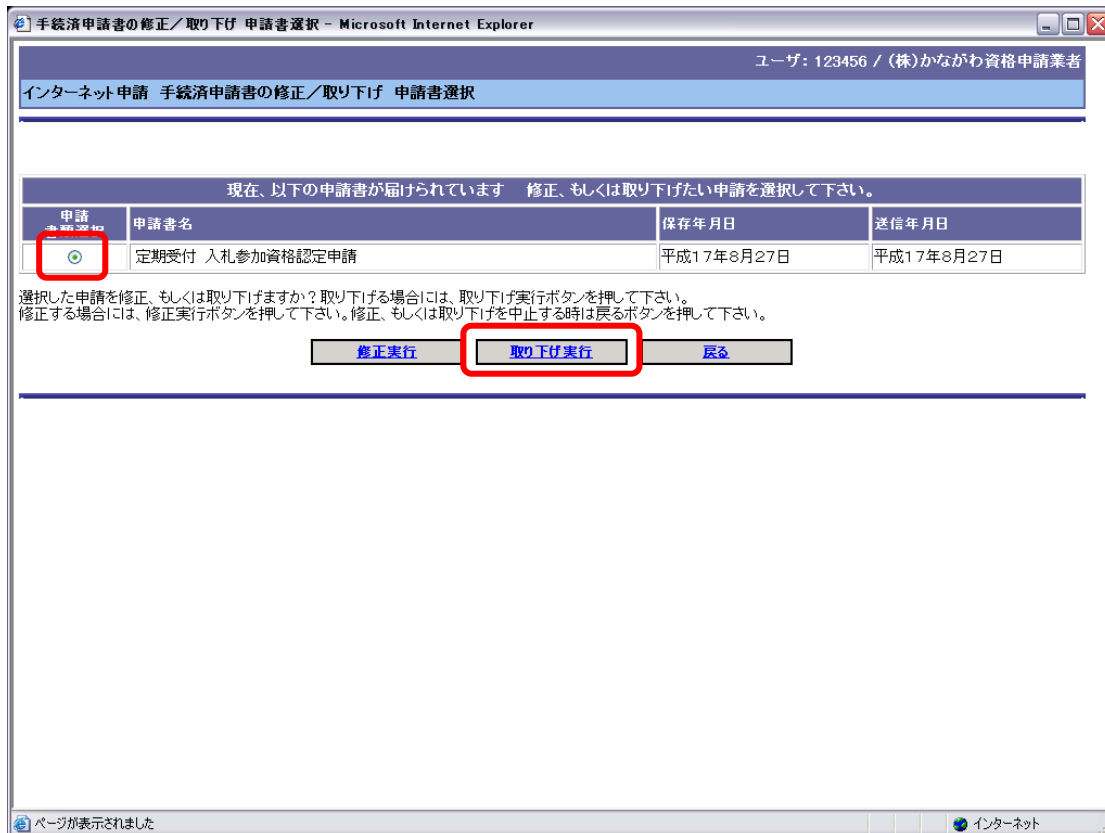 手続済申請書の修正／取り下げ 申請書選択 - Microsoft Internet Explorer
ユーザ: 123456 / (株)かながわ資格申請業者
インターネット申請 手続済申請書の修正／取り下げ 申請書選択
現在、以下の申請書が届けられています　修正、もしくは取り下げたい申請を選択して下さい。
申請
書類選択
申請書名
保存年月日
送信年月日
定期受付 入札参加資格認定申請
平成17年8月27日
平成17年8月27日
選択した申請を修正、もしくは取り下げますか？取り下げる場合には、取り下げ実行ボタンを押して下さい。
修正する場合には、修正実行ボタンを押して下さい。修正、もしくは取り下げを中止する時は戻るボタンを押して下さい。
修正実行
取り下げ実行
戻る
ページが表示されました
インターネット